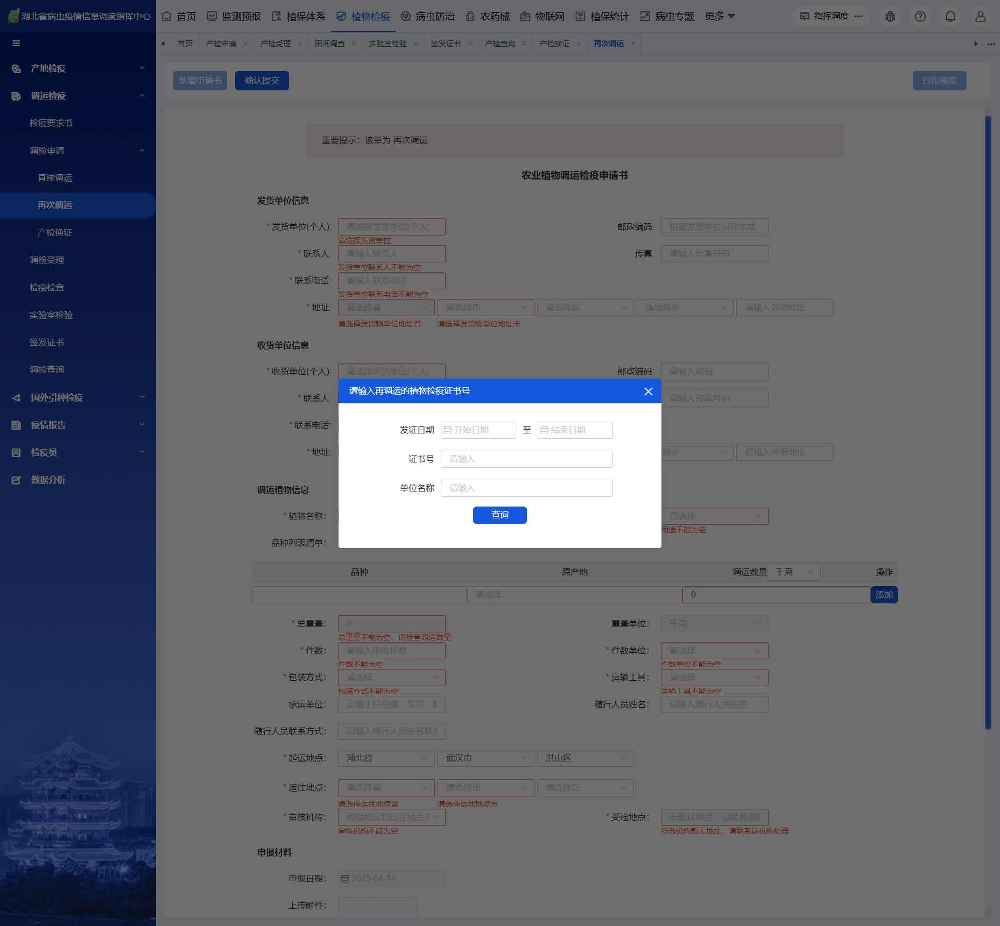 湖北省病虫疫情信息调度指挥中心
首页 监测预报 植保体系 植物检疫 病虫防治 农药械 物联网 植保统计 病虫专题 更多
指挥调度
首页 产检申请 产检受理 田间调查 实验室检验 签发证书 产检查询 产检换证 再次调运
产地检疫
调运检疫
检疫要求书
调检申请
直接调运
再次调运
产检换证
调检受理
检疫检查
实验室检验
签发证书
调检查询
国外引种检疫
疫情报告
检疫员
数据分析
新增申请书 确认提交 打印预览
重要提示：该单为 再次调运
农业植物调运检疫申请书
发货单位信息
* 发货单位(个人): 请选择发货单位(个人) 邮政编码: 根据发货单位自动生成
请选择发货单位
* 联系人: 请输入联系人 传真: 请输入传真号码
发货单位联系人不能为空
* 联系电话: 请输入联系电话
发货单位联系电话不能为空
* 地址: 请选择省 请选择市 请选择区 请选择乡 请输入详细地址
请选择发货物单位地址省 请选择发货物单位地址市
收货单位信息
* 收货单位(个人): 请选择收货单位(个人) 邮政编码: 请输入邮编
* 联系人: 请输入传真号码
* 联系电话:
* 地址: 择乡 请输入详细地址
请输入再调运的植物检疫证书号
发证日期 开始日期 至 结束日期
证书号 请输入
单位名称 请输入
查询
调运植物信息
* 植物名称： 请选择
用途不能为空
品种列表清单：
品种 原产地 调运数量 千克 操作
请选择 0 添加
* 总重量： 0 重量单位： 千克
总重量不能为空，请检查调运数量
* 件数： 请输入申报件数 * 件数单位： 请选择
件数不能为空 件数单位不能为空
* 包装方式： 请选择 * 运输工具： 请选择
包装方式不能为空 运输工具不能为空
承运单位： 运输工具号牌、车次、 随行人员姓名： 请输入随行人员姓名
随行人员联系方式： 请输入随行人员姓名联系
* 起运地点： 湖北省 武汉市 洪山区
* 运往地点： 请选择省 请选择市 请选择区
请选择运往地点省 请选择运往地点市
* 审核机构： 根据起运和运往地点生 * 受检地点： 无默认地点，请联系该机
审核机构不能为空 所选机构暂无地址，请联系该机构处理
申报材料
申报日期： 2025-04-14
上传附件：